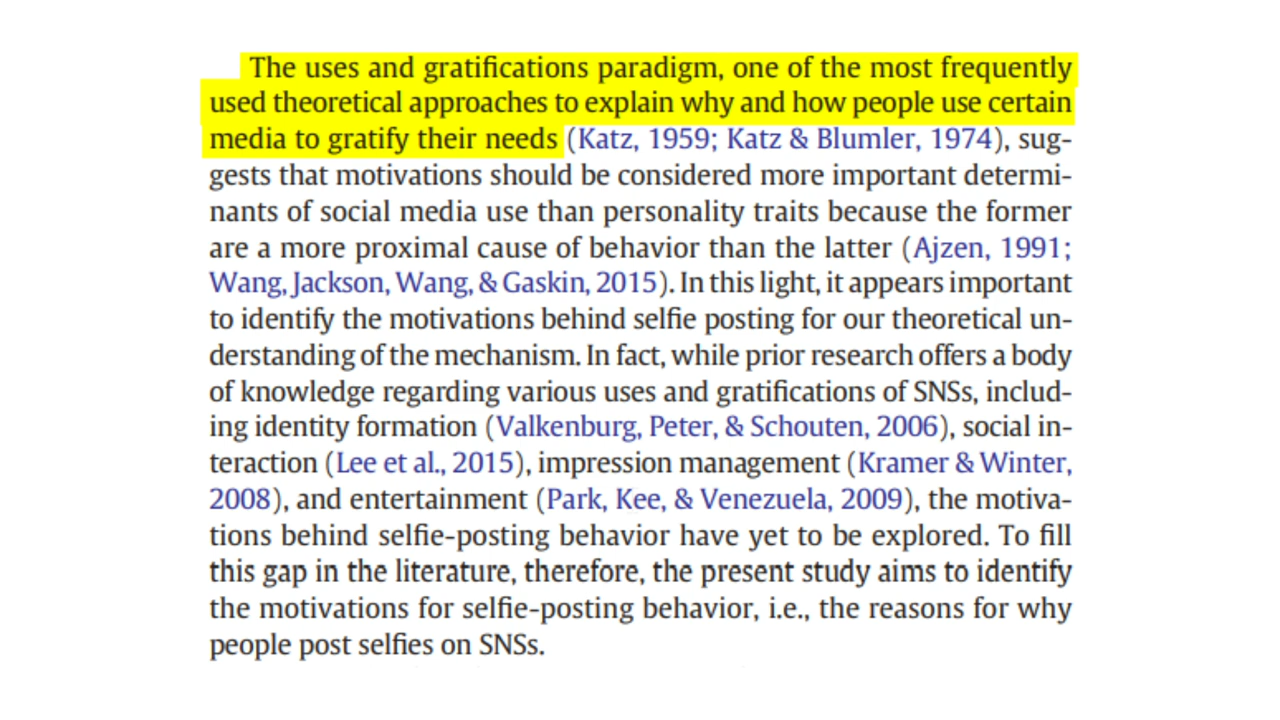 The uses and gratifications paradigm, one of the most frequently
used theoretical approaches to explain why and how people use certain
media to gratify their needs (Katz, 1959; Katz & Blumler, 1974), sug-
gests that motivations should be considered more important determi-
nants of social media use than personality traits because the former
are a more proximal cause of behavior than the latter (Ajzen, 1991;
Wang, Jackson, Wang, & Gaskin, 2015). In this light, it appears important
to identify the motivations behind selfie posting for our theoretical un-
derstanding of the mechanism. In fact, while prior research offers a body
of knowledge regarding various uses and gratifications of SNSs, includ-
ing identity formation (Valkenburg, Peter, & Schouten, 2006), social in-
teraction (Lee et al., 2015), impression management (Kramer & Winter,
2008), and entertainment (Park, Kee, & Venezuela, 2009), the motiva-
tions behind selfie-posting behavior have yet to be explored. To fill
this gap in the literature, therefore, the present study aims to identify
the motivations for selfie-posting behavior, i.e., the reasons for why
people post selfies on SNSs.